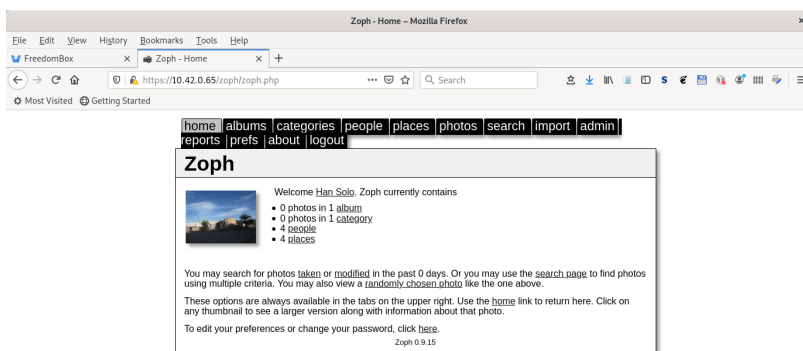 Zoph - Home – Mozilla Firefox
File Edit View History Bookmarks Tools Help
FreedomBox × Zoph - Home × +
https://10.42.0.65/zoph/zoph.php ••• Search
Most Visited Getting Started
home |albums |categories |people |places |photos |search |import |admin |
reports |prefs |about |logout
Zoph
Welcome Han Solo. Zoph currently contains
• 0 photos in 1 album
• 0 photos in 1 category
• 4 people
• 4 places
You may search for photos taken or modified in the past 0 days. Or you may use the search page to find photos
using multiple criteria. You may also view a randomly chosen photo like the one above.
These options are always available in the tabs on the upper right. Use the home link to return here. Click on
any thumbnail to see a larger version along with information about that photo.
To edit your preferences or change your password, click here.
Zoph 0.9.15